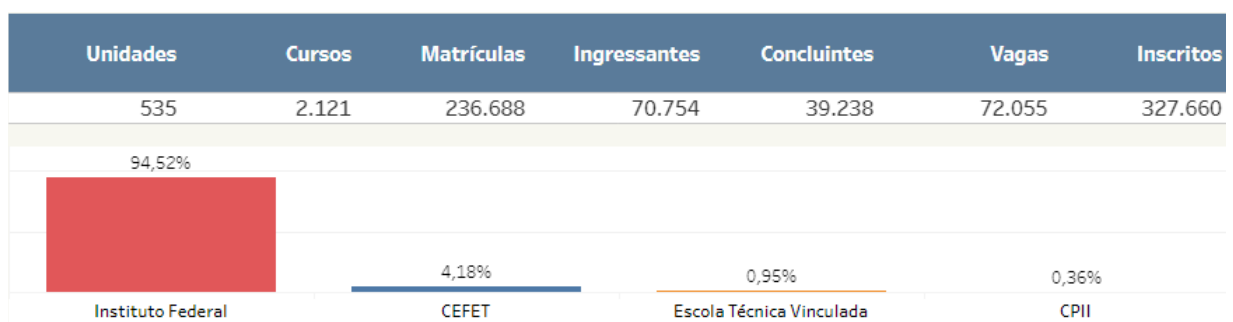 Unidades Cursos Matrículas Ingressantes Concluintes Vagas Inscritos
535 2.121 236.688 70.754 39.238 72.055 327.660
94,52%
4,18% 0,95% 0,36%
Instituto Federal CEFET Escola Técnica Vinculada CPII